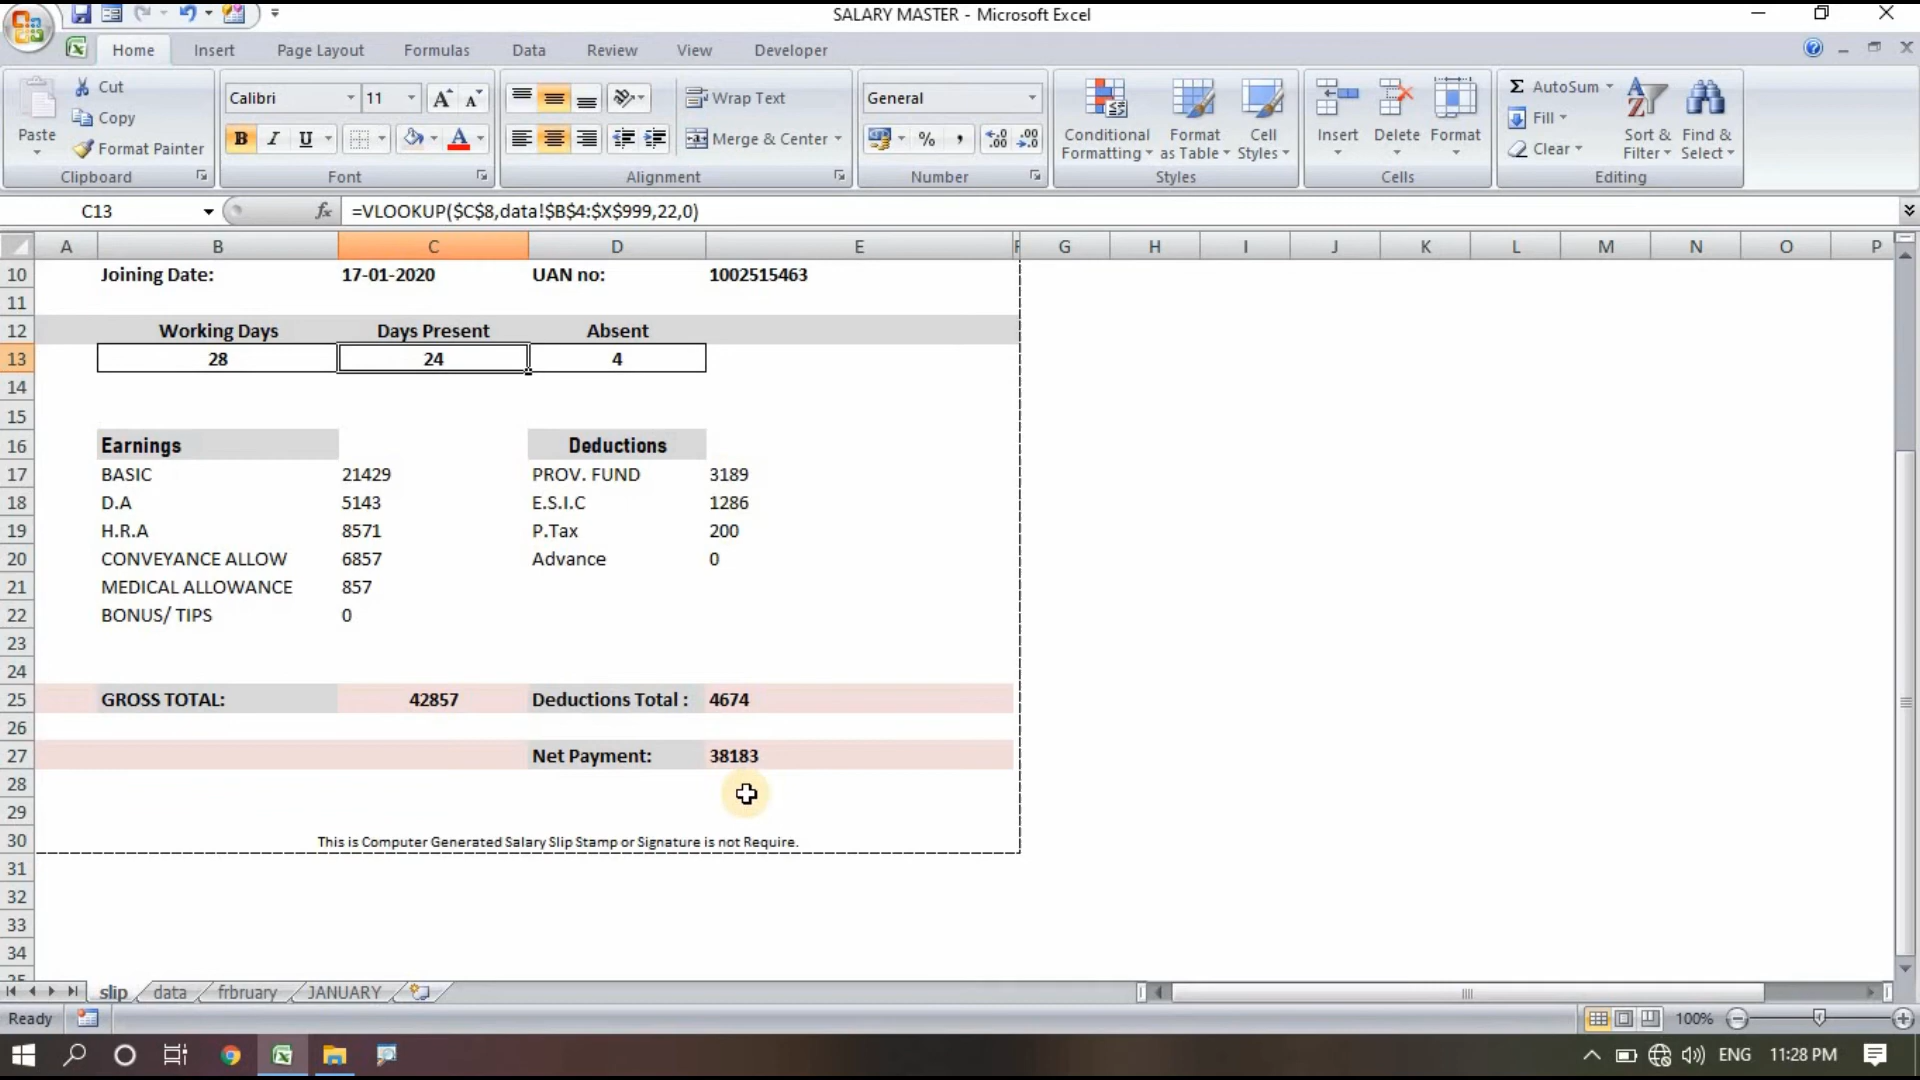 SALARY MASTER - Microsoft Excel
Home Insert Page Layout Formulas Data Review View Developer
Paste
Cut
Copy
Format Painter
Clipboard
Calibri 11
B I U
Font
Wrap Text
Merge & Center
Alignment
General
% ,
Number
Conditional Formatting
Format as Table
Cell Styles
Styles
Insert Delete Format
Cells
Σ AutoSum
Fill
Clear
Sort & Filter
Find & Select
Editing
C13 fx =VLOOKUP($C$8,data!$B$4:$X$999,22,0)
A B C D E F G H I J K L M N O P
10 Joining Date: 17-01-2020 UAN no: 1002515463
11
12 Working Days Days Present Absent
13 28 24 4
14
15
16 Earnings Deductions
17 BASIC 21429 PROV. FUND 3189
18 D.A 5143 E.S.I.C 1286
19 H.R.A 8571 P.Tax 200
20 CONVEYANCE ALLOW 6857 Advance 0
21 MEDICAL ALLOWANCE 857
22 BONUS/ TIPS 0
23
24
25 GROSS TOTAL: 42857 Deductions Total : 4674
26
27 Net Payment: 38183
28
29
30 This is Computer Generated Salary Slip Stamp or Signature is not Require.
31
32
33
34
35
slip data frbruary JANUARY
Ready 100%
ENG 11:28 PM